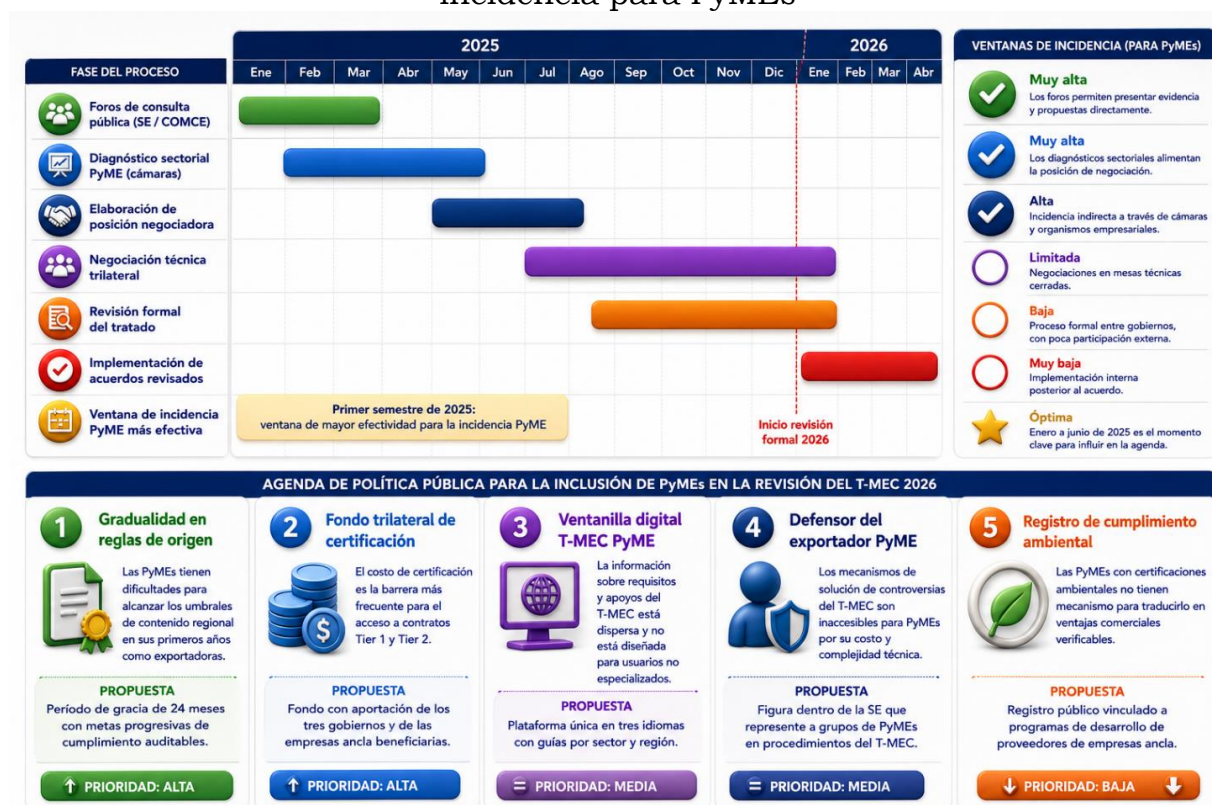 incidencia para PyMEs
2025
2026
VENTANAS DE INCIDENCIA (PARA PyMEs)
FASE DEL PROCESO
Ene Feb Mar Abr May Jun Jul Ago Sep Oct Nov Dic Ene Feb Mar Abr
Foros de consulta
pública (SE / COMCE)
Diagnóstico sectorial
PyME (cámaras)
Elaboración de
posición negociadora
Negociación técnica
trilateral
Revisión formal
del tratado
Implementación de
acuerdos revisados
Ventana de incidencia
PyME más efectiva
Primer semestre de 2025:
ventana de mayor efectividad para la incidencia PyME
Inicio revisión
formal 2026
Muy alta
Los foros permiten presentar evidencia
y propuestas directamente.
Muy alta
Los diagnósticos sectoriales alimentan
la posición de negociación.
Alta
Incidencia indirecta a través de cámaras
y organismos empresariales.
Limitada
Negociaciones en mesas técnicas
cerradas.
Baja
Proceso formal entre gobiernos,
con poca participación externa.
Muy baja
Implementación interna
posterior al acuerdo.
Óptima
Enero a junio de 2025 es el momento
clave para influir en la agenda.
AGENDA DE POLÍTICA PÚBLICA PARA LA INCLUSIÓN DE PyMEs EN LA REVISIÓN DEL T-MEC 2026
1
Gradualidad en
reglas de origen
Las PyMEs tienen
dificultades para
alcanzar los umbrales
de contenido regional
en sus primeros años
como exportadoras.
PROPUESTA
Período de gracia de 24 meses
con metas progresivas de
cumplimiento auditables.
PRIORIDAD: ALTA
2
Fondo trilateral de
certificación
$
El costo de certificación
es la barrera más
frecuente para el
acceso a contratos
Tier 1 y Tier 2.
PROPUESTA
Fondo con aportación de los
tres gobiernos y de las
empresas ancla beneficiarias.
PRIORIDAD: ALTA
3
Ventanilla digital
T-MEC PyME
La información
sobre requisitos
y apoyos del
T-MEC está
dispersa y no
está diseñada
para usuarios no
especializados.
PROPUESTA
Plataforma única en tres idiomas
con guías por sector y región.
PRIORIDAD: MEDIA
4
Defensor del
exportador PyME
Los mecanismos de
solución de controversias
del T-MEC son
inaccesibles para PyMEs
por su costo y
complejidad técnica.
PROPUESTA
Figura dentro de la SE que
represente a grupos de PyMEs
en procedimientos del T-MEC.
PRIORIDAD: MEDIA
5
Registro de cumplimiento
ambiental
Las PyMEs con certificaciones
ambientales no tienen
mecanismo para traducirlo en
ventajas comerciales
verificables.
PROPUESTA
Registro público vinculado a
programas de desarrollo de
proveedores de empresas ancla.
PRIORIDAD: BAJA